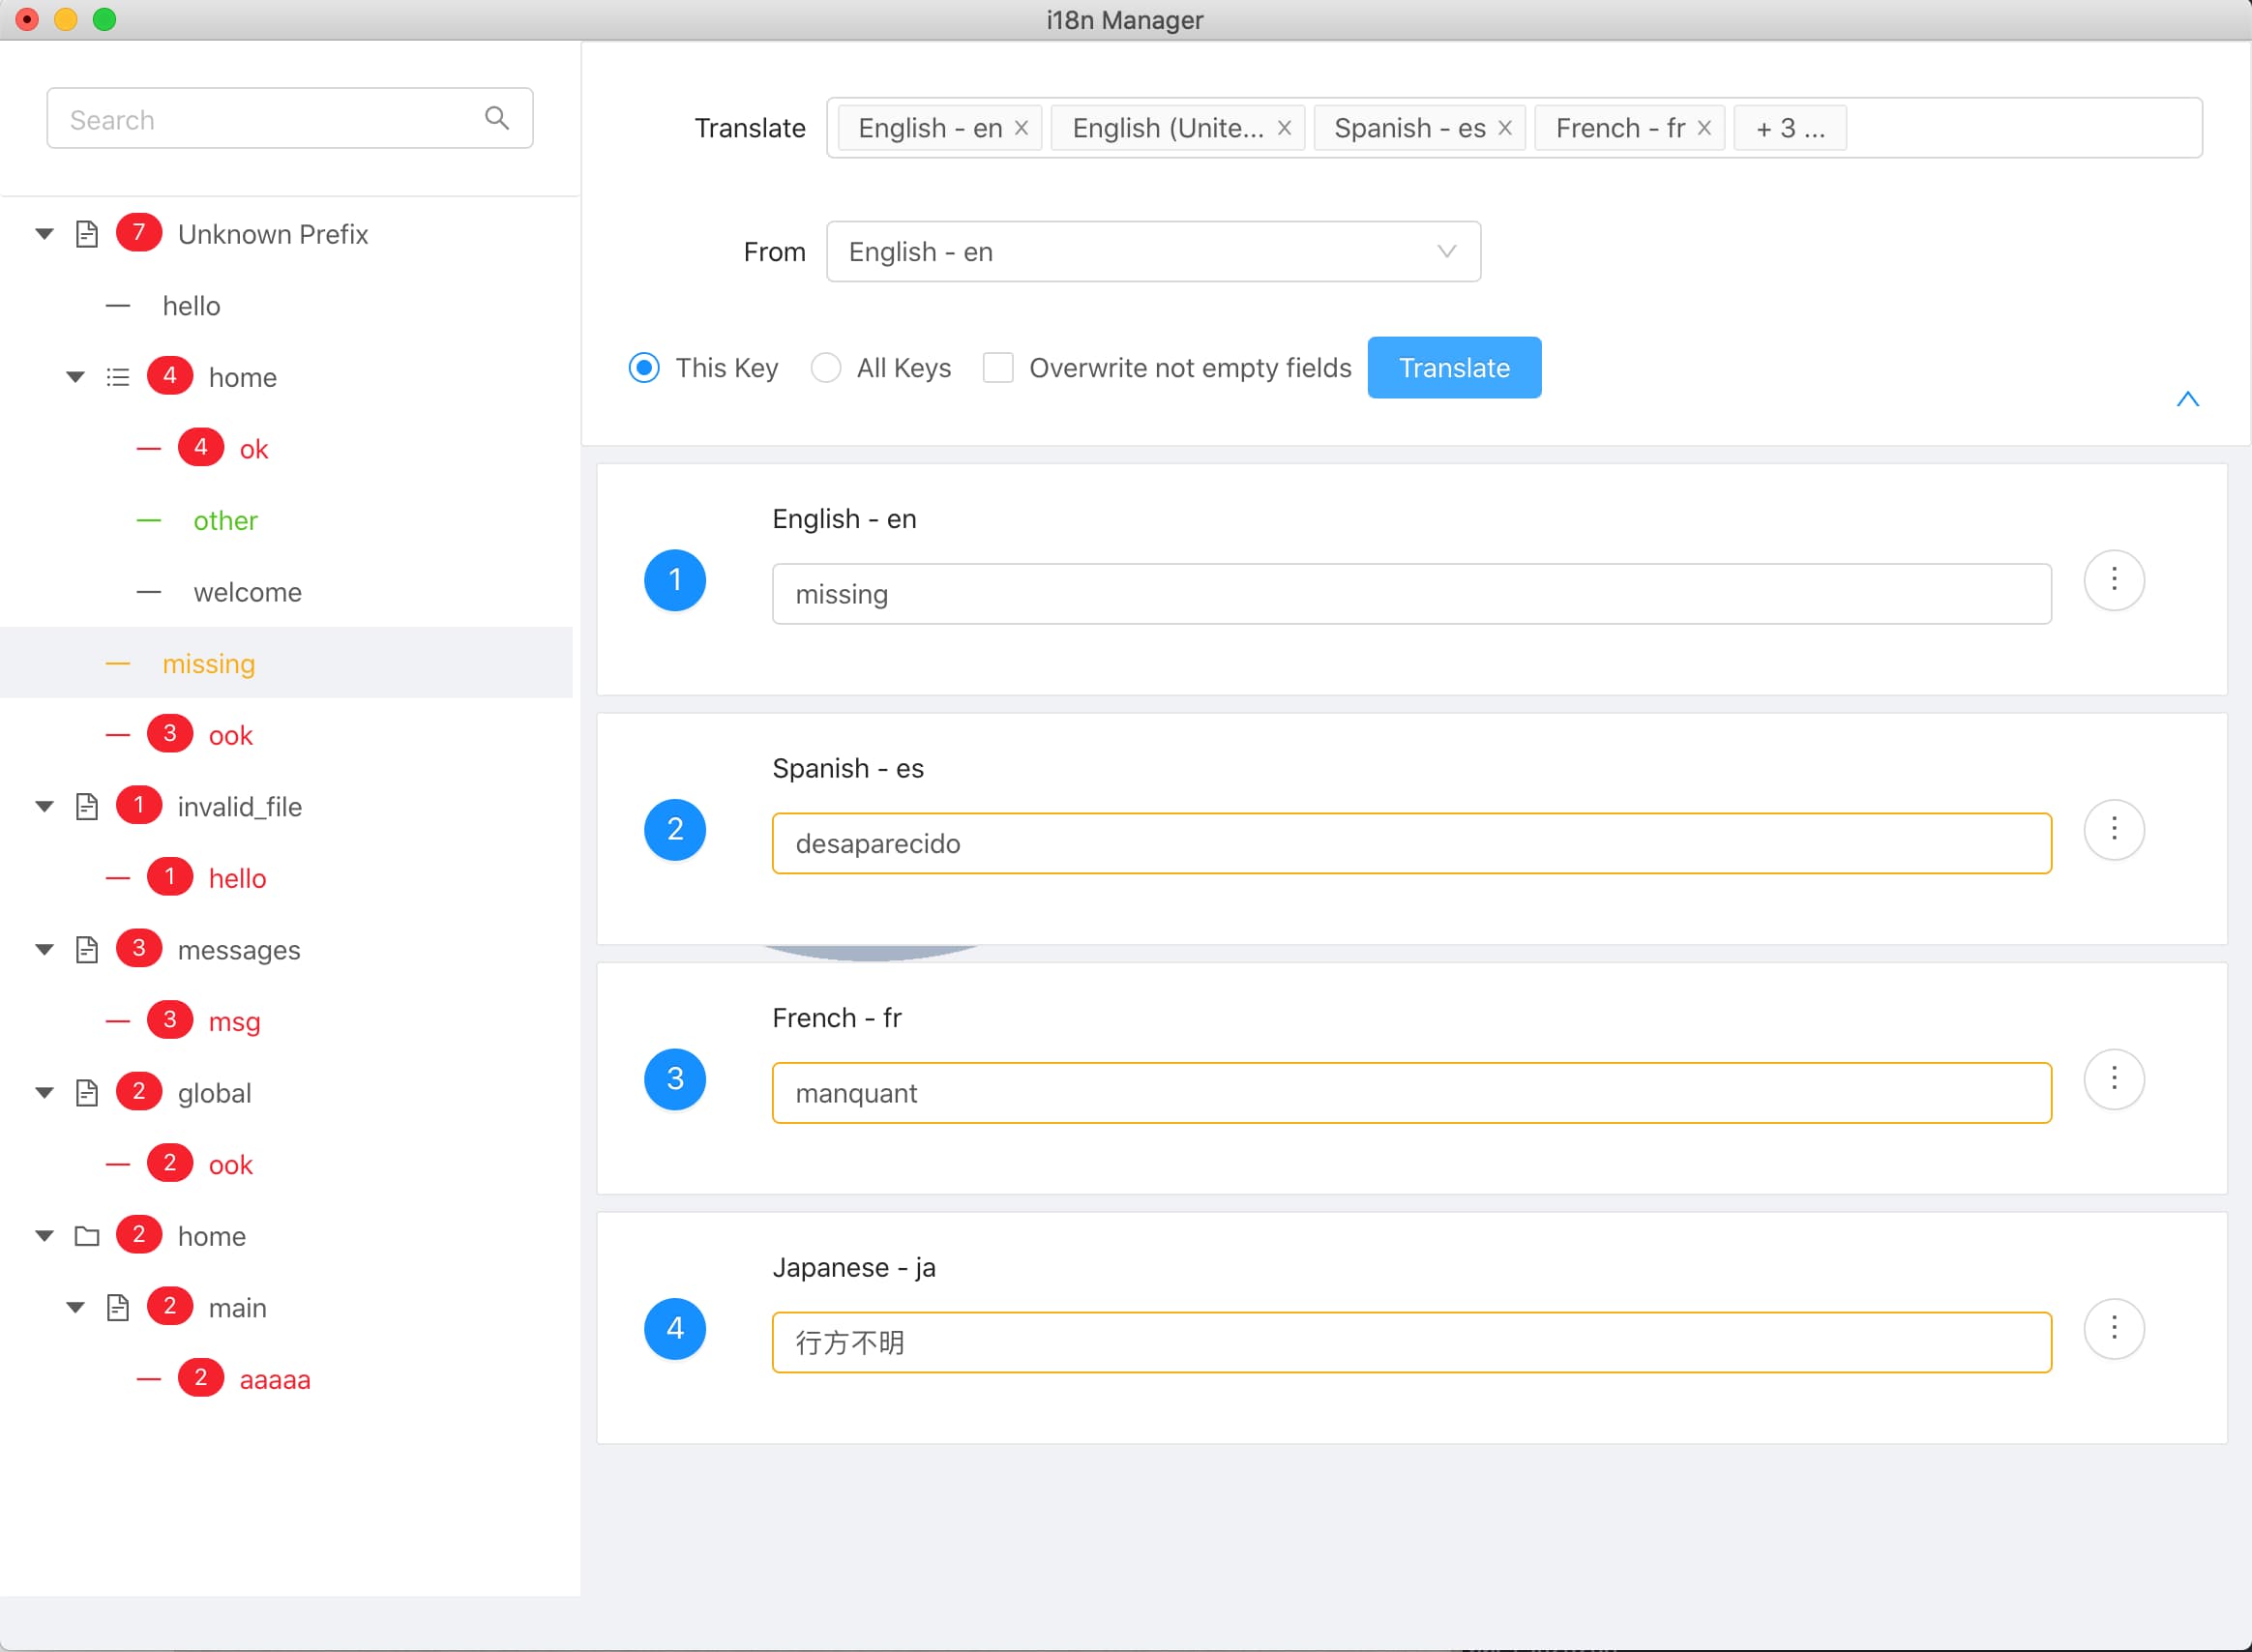 i18n Manager
Search
7 Unknown Prefix
hello
4 home
4 ok
other
welcome
missing
3 ook
1 invalid_file
1 hello
3 messages
3 msg
2 global
2 ook
2 home
2 main
2 aaaaa
Translate English - en English (Unite... Spanish - es French - fr + 3 ...
From English - en
This Key All Keys Overwrite not empty fields Translate
English - en
1 missing
Spanish - es
2 desaparecido
French - fr
3 manquant
Japanese - ja
4 行方不明